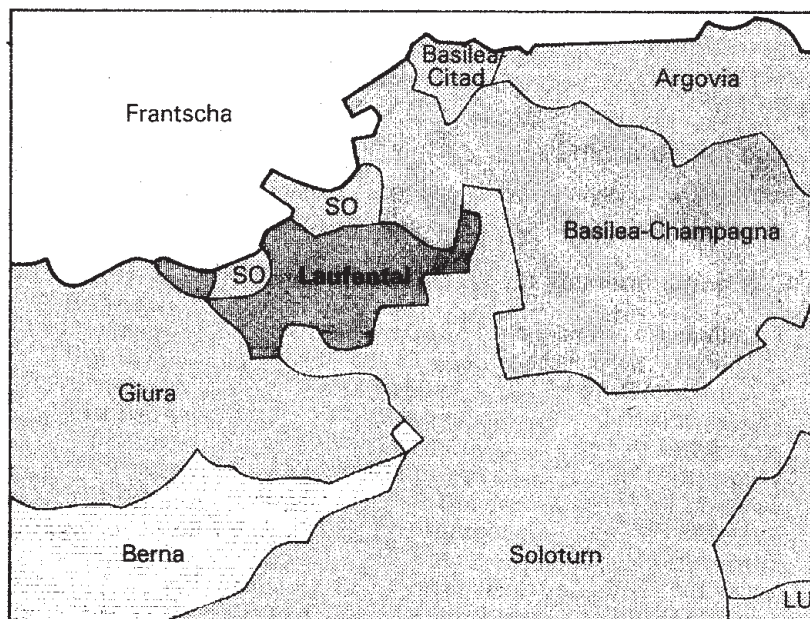 Basilea
Citad
Argovia
Frantscha
SO
Basilea-Champagna
SO
Laufental
Giura
Berna
Soloturn
LU